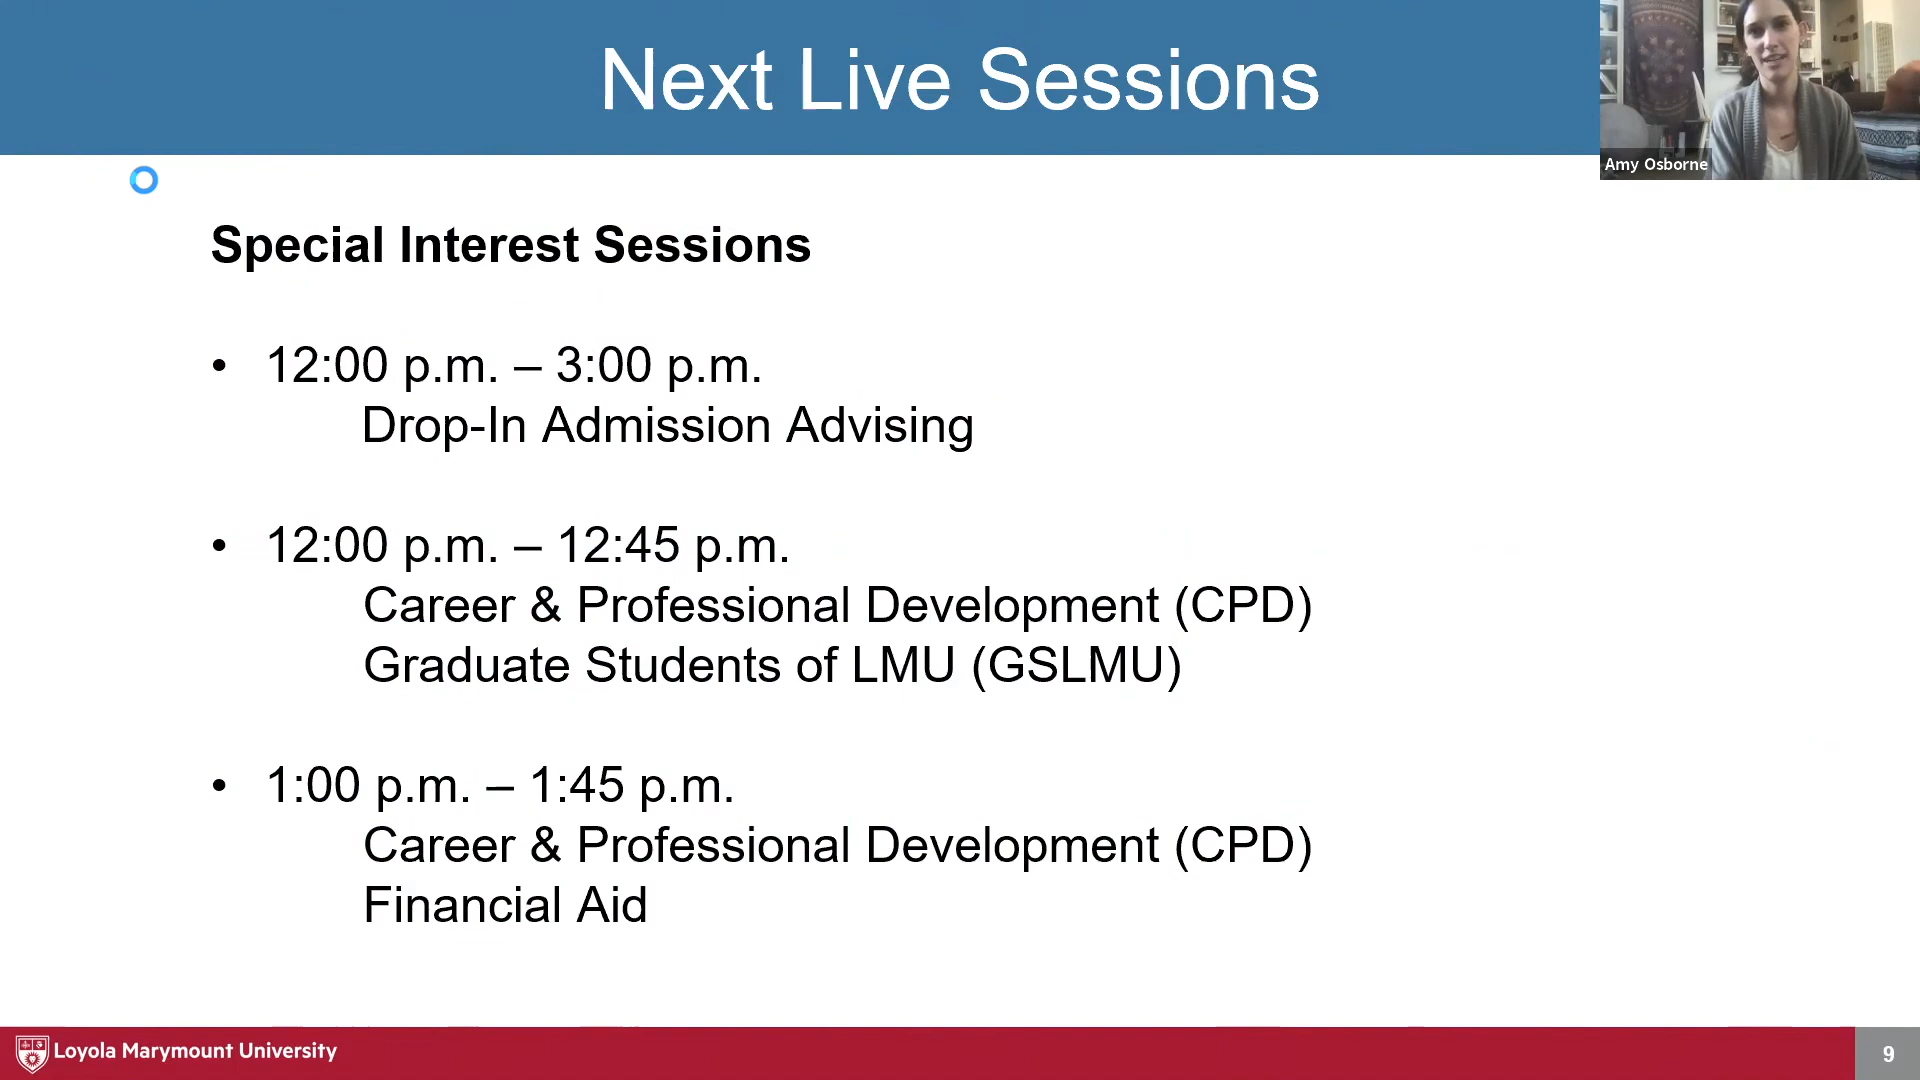 Next Live Sessions
Amy Osborne
Special Interest Sessions
• 12:00 p.m. – 3:00 p.m.
Drop-In Admission Advising
• 12:00 p.m. – 12:45 p.m.
Career & Professional Development (CPD)
Graduate Students of LMU (GSLMU)
• 1:00 p.m. – 1:45 p.m.
Career & Professional Development (CPD)
Financial Aid
Loyola Marymount University
9